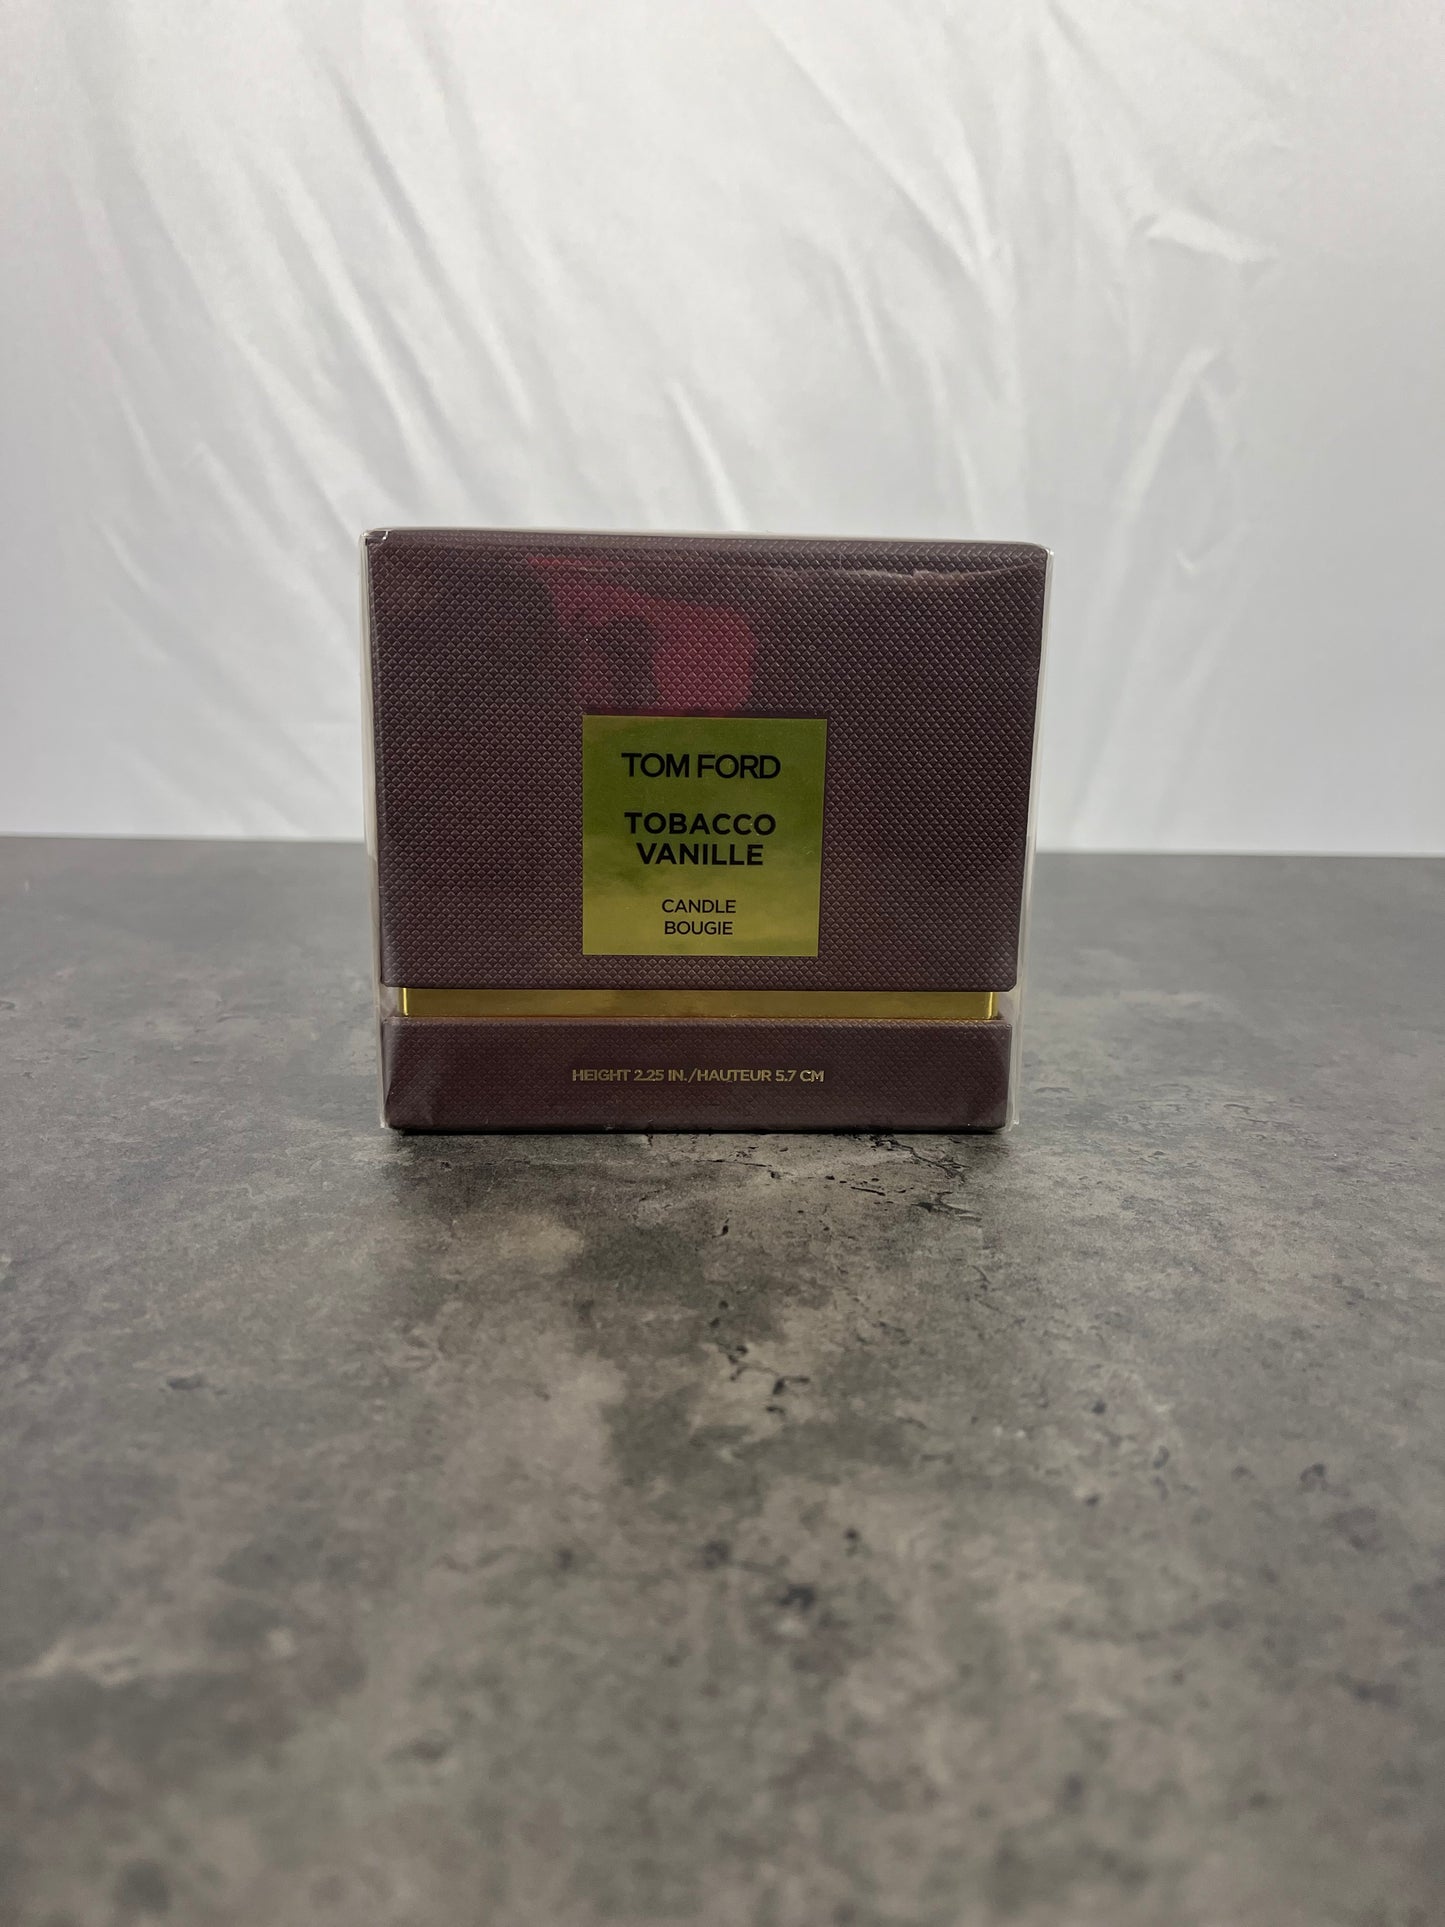 TOM FORD
TOBACCO
VANILLE
CANDLE
BOUGIE
HEIGHT 2.25 IN./HAUTEUR 5.7 CM